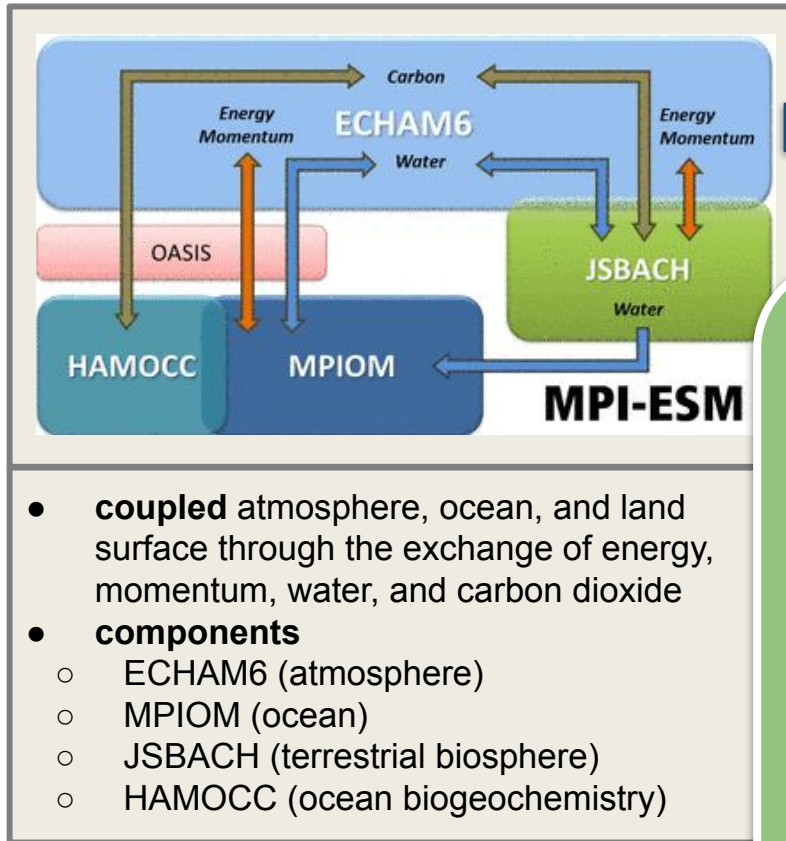 Carbon
Energy
Momentum
ECHAM6
Energy
Momentum
Water
OASIS
JSBACH
Water
HAMOCC
MPIOM
MPI-ESM
● coupled atmosphere, ocean, and land
surface through the exchange of energy,
momentum, water, and carbon dioxide
● components
○ ECHAM6 (atmosphere)
○ MPIOM (ocean)
○ JSBACH (terrestrial biosphere)
○ HAMOCC (ocean biogeochemistry)